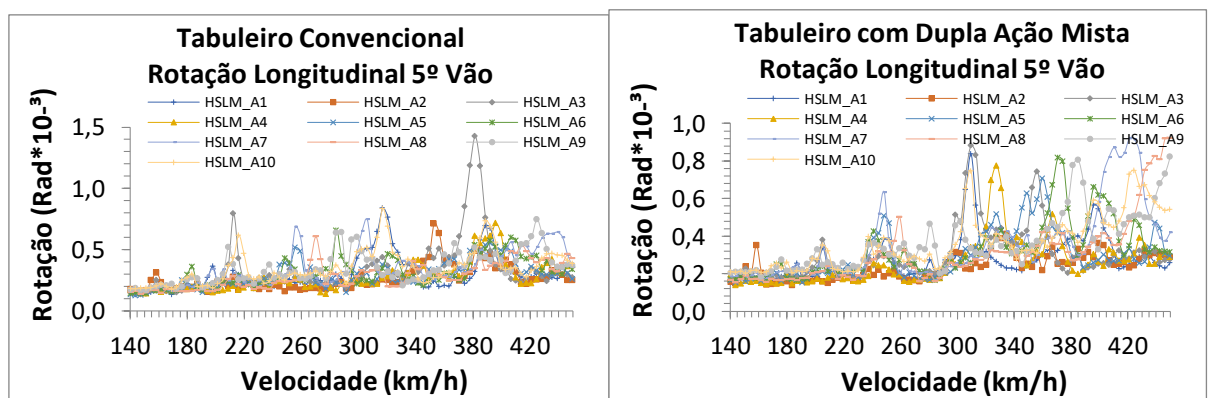 Tabuleiro Convencional
Rotação Longitudinal 5º Vão
HSLM_A1 HSLM_A2 HSLM_A3
HSLM_A4 HSLM_A5 HSLM_A6
HSLM_A7 HSLM_A8 HSLM_A9
HSLM_A10
Rotação (Rad*10-³)
1,5
1,0
0,5
0,0
140 180 220 260 300 340 380 420
Velocidade (km/h)
Tabuleiro com Dupla Ação Mista
Rotação Longitudinal 5º Vão
HSLM_A1 HSLM_A2 HSLM_A3
HSLM_A4 HSLM_A5 HSLM_A6
HSLM_A7 HSLM_A8 HSLM_A9
HSLM_A10
Rotação (Rad*10-³)
1,0
0,8
0,6
0,4
0,2
0,0
140 180 220 260 300 340 380 420
Velocidade (km/h)